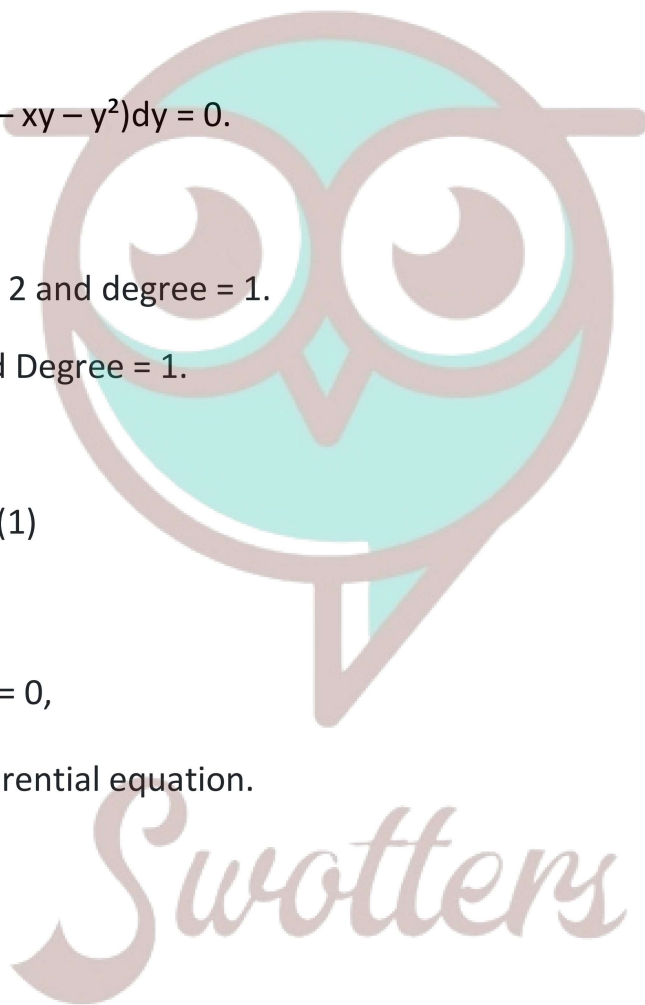 – xy – y²)dy = 0.
2 and degree = 1.
d Degree = 1.
(1)
= 0,
rential equation.
Swotters